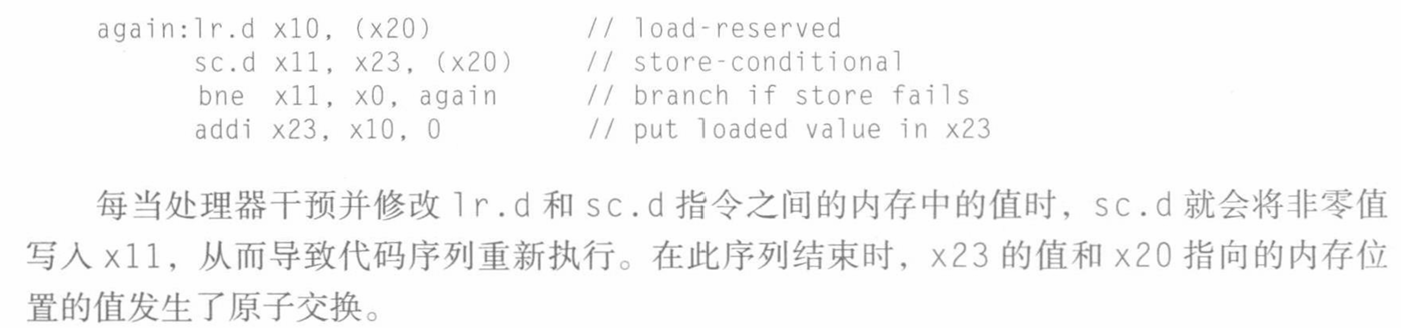 again:lr.d x10, (x20) // load-reserved
sc.d x11, x23, (x20) // store-conditional
bne x11, x0, again // branch if store fails
addi x23, x10, 0 // put loaded value in x23
每当处理器干预并修改 lr.d 和 sc.d 指令之间的内存中的值时，sc.d 就会将非零值
写入 x11，从而导致代码序列重新执行。在此序列结束时，x23 的值和 x20 指向的内存位
置的值发生了原子交换。